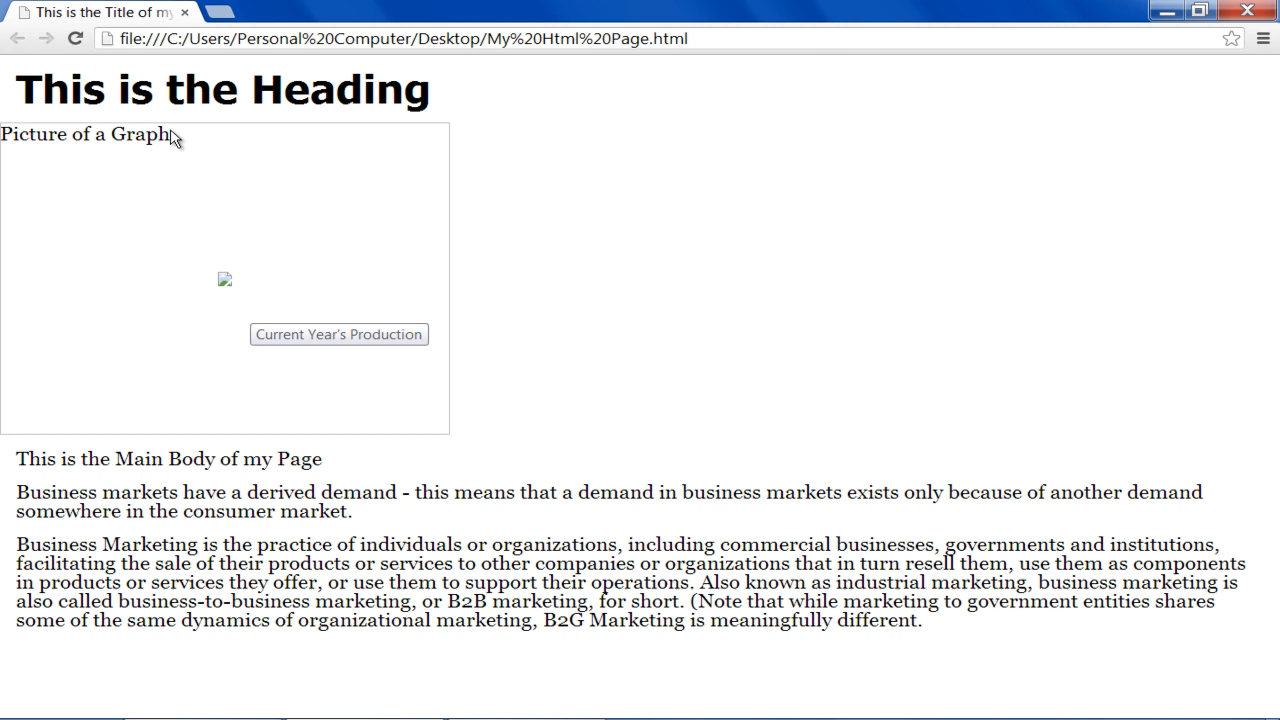 This is the Title of my
file:///C:/Users/Personal%20Computer/Desktop/My%20Html%20Page.html
This is the Heading
Picture of a Graph
Current Year's Production
This is the Main Body of my Page
Business markets have a derived demand - this means that a demand in business markets exists only because of another demand
somewhere in the consumer market.
Business Marketing is the practice of individuals or organizations, including commercial businesses, governments and institutions,
facilitating the sale of their products or services to other companies or organizations that in turn resell them, use them as components
in products or services they offer, or use them to support their operations. Also known as industrial marketing, business marketing is
also called business-to-business marketing, or B2B marketing, for short. (Note that while marketing to government entities shares
some of the same dynamics of organizational marketing, B2G Marketing is meaningfully different.